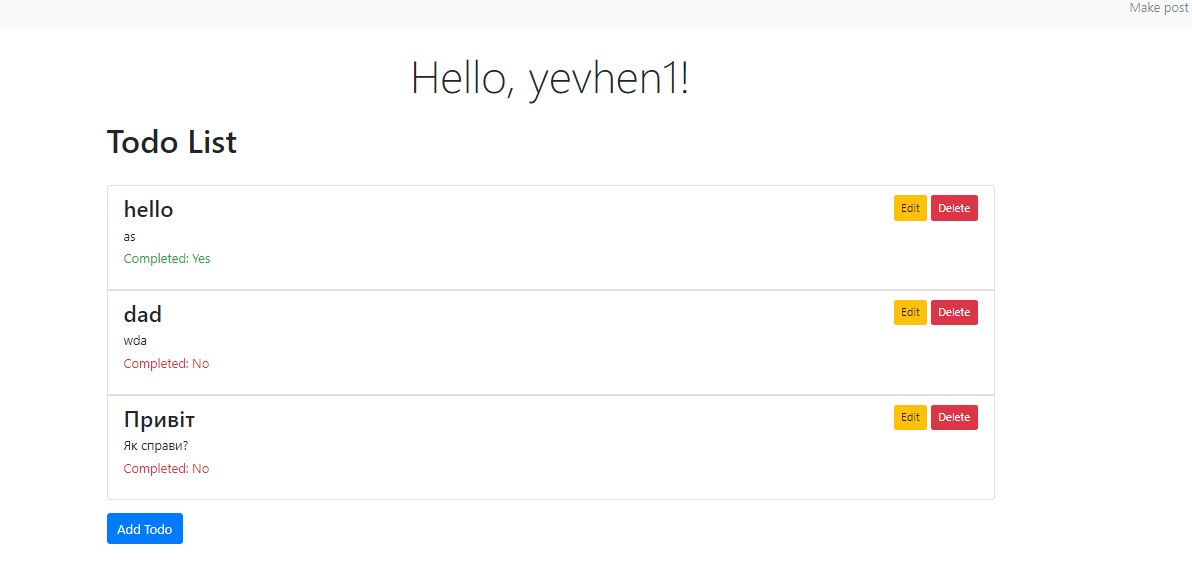 Make post
Hello, yevhen1!
Todo List
hello
Edit Delete
as
Completed: Yes
dad
Edit Delete
wda
Completed: No
Привіт
Edit Delete
Як справи?
Completed: No
Add Todo